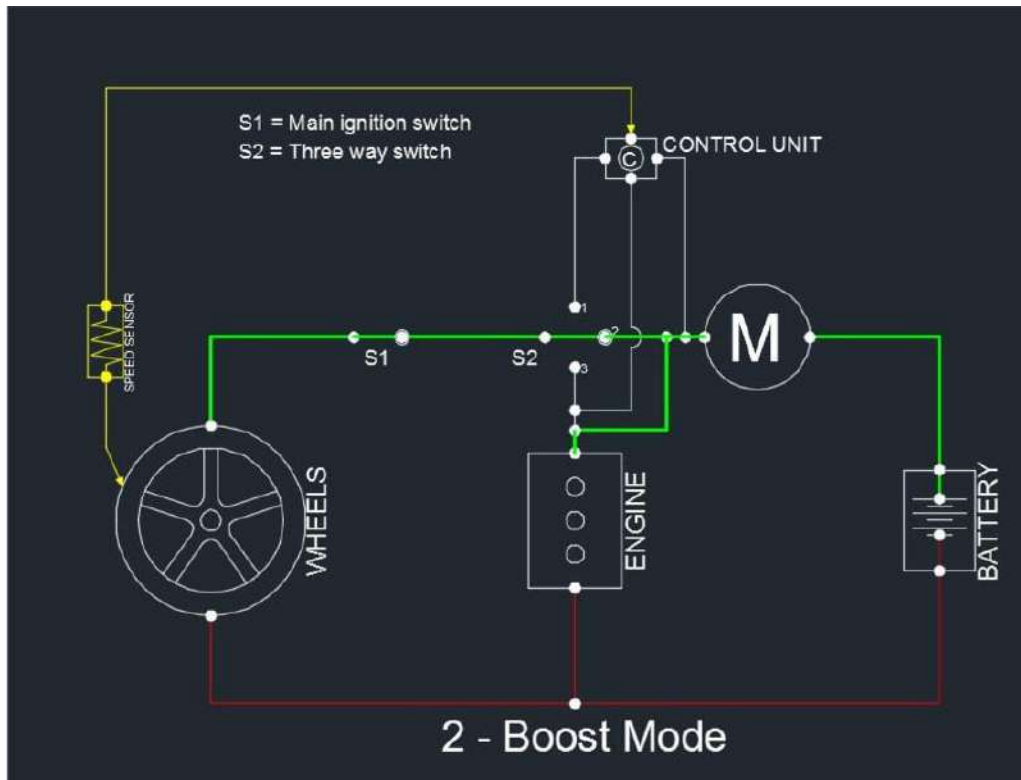 S1 = Main ignition switch
S2 = Three way switch
C
CONTROL UNIT
SPEED SENSOR
1
S1
S2
2
M
3
WHEELS
ENGINE
BATTERY
2 - Boost Mode